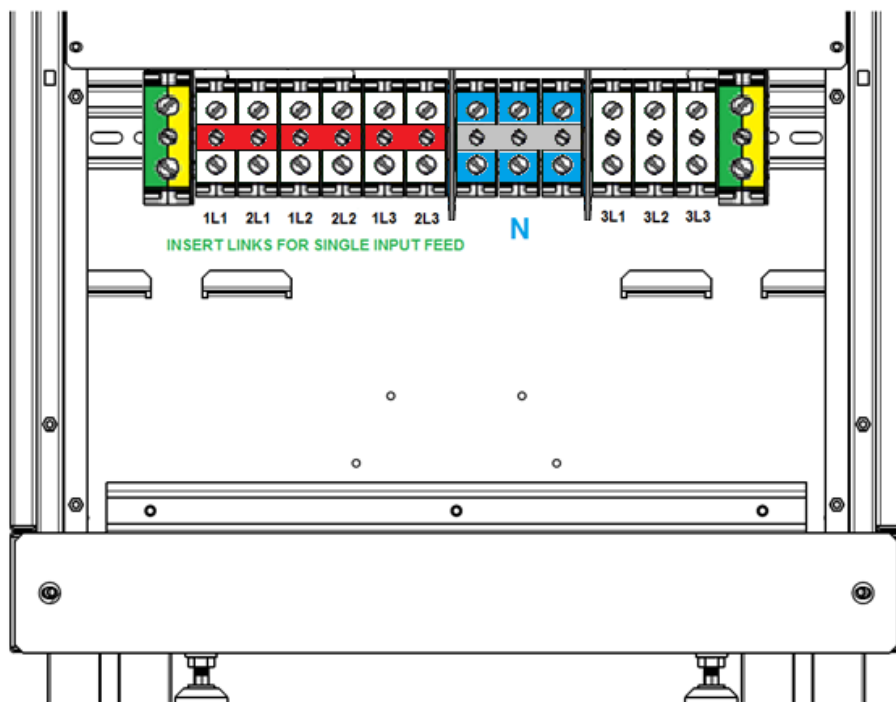 1L1 2L1 1L2 2L2 1L3 2L3 N 3L1 3L2 3L3
INSERT LINKS FOR SINGLE INPUT FEED